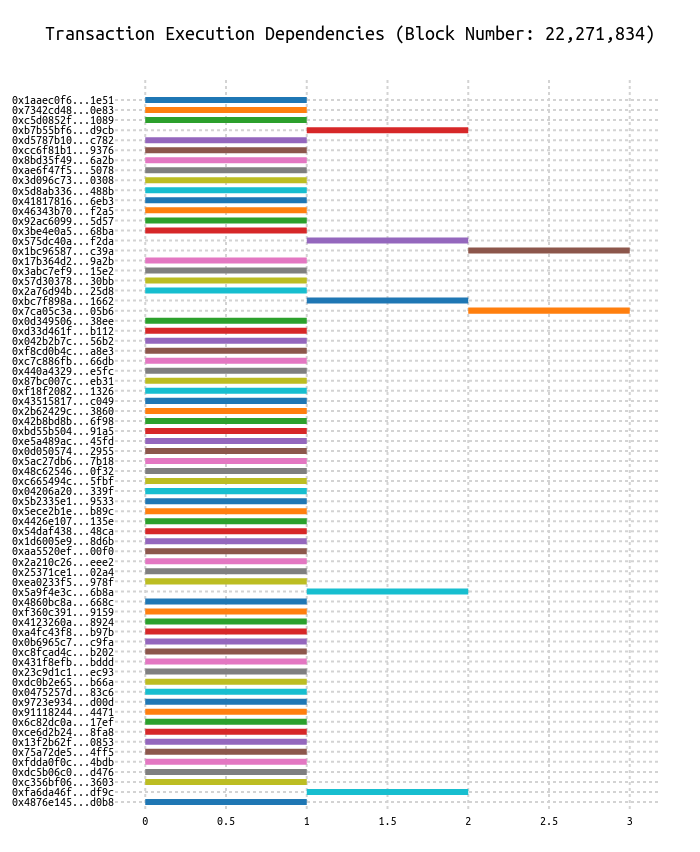 Transaction Execution Dependencies (Block Number: 22,271,834)
0x1aaec0f6...1e51
0x7342cd48...0e83
0xc5d0852f...1089
0xb7b55bf6...d9cb
0xd5787b10...c782
0xcc6f81b1...9376
0x8bd35f49...6a2b
0xae6f47f5...5078
0x3d096c73...0308
0x5d8ab336...488b
0x41817816...6eb3
0x46343b70...f2a5
0x92ac6099...5d57
0x3be4e0a5...68ba
0x575dc40a...f2da
0x1bc96587...c39a
0x17b364d2...9a2b
0x3abc7ef9...15e2
0x57d30378...30bb
0x2a76d94b...25d8
0xbc7f898a...1662
0x7ca05c3a...05b6
0x0d349506...38ee
0xd33d461f...b112
0x042b2b7c...56b2
0xf8cd0b4c...a8e3
0xc7c886fb...66db
0x440a4329...e5fc
0x87bc007c...eb31
0xf18f2082...1326
0x43515817...c049
0x2b62429c...3860
0x42b8bd8b...6f98
0xbd55b504...91a5
0xe5a489ac...45fd
0x0d050574...2955
0x5ac27db6...7b18
0x48c62546...0f32
0xc665494c...5fbf
0x04206a20...339f
0x5b2335e1...9533
0x5ece2b1e...b89c
0x4426e107...135e
0x54daf438...48ca
0x1d6005e9...8d6b
0xaa5520ef...00f0
0x2a210c26...eee2
0x25371ce1...02a4
0xea0233f5...978f
0x5a9f4e3c...6b8a
0x4860bc8a...668c
0xf360c391...9159
0x4123260a...8924
0xa4fc43f8...b97b
0x0b6965c7...c9fa
0xc8fcad4c...b202
0x431f8efb...bddd
0x23c9d1c1...ec93
0xdc0b2e65...b66a
0x0475257d...83c6
0x9723e934...d00d
0x91118244...4471
0x6c82dc0a...17ef
0xce6d2b24...8fa8
0x13f2b62f...0853
0x75a72de5...4ff5
0xfdda0f0c...4bdb
0xdc5b06c0...d476
0xc356bf06...3603
0xfa6da46f...df9c
0x4876e145...d0b8
0 0.5 1 1.5 2 2.5 3